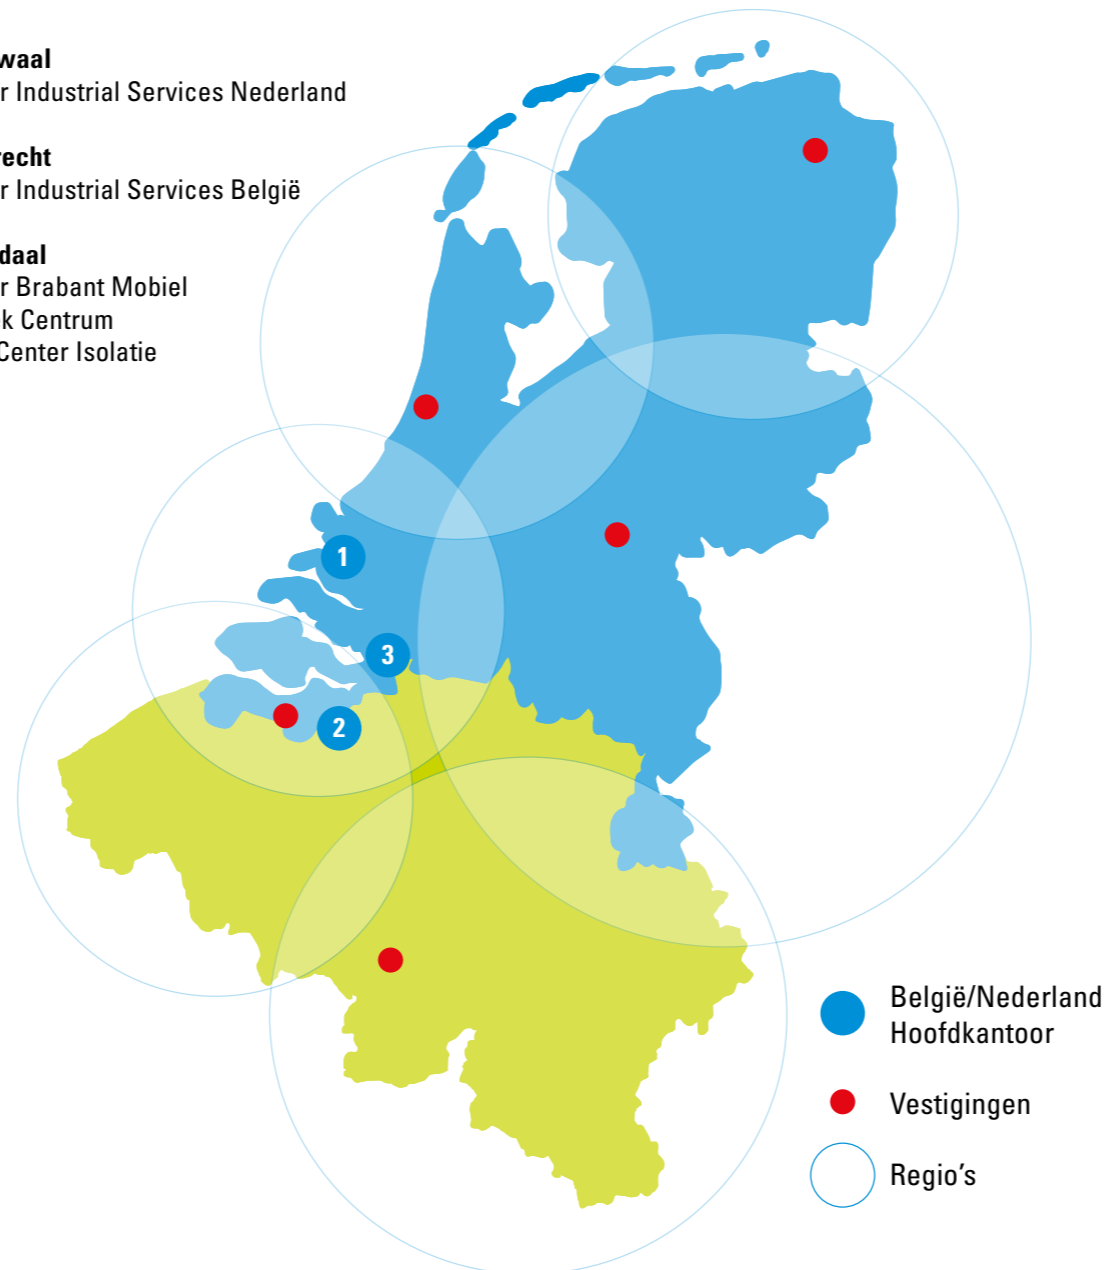 waal
r Industrial Services Nederland
recht
r Industrial Services België
daal
r Brabant Mobiel
k Centrum
Center Isolatie
1
3
2
België/Nederland
Hoofdkantoor
Vestigingen
Regio's